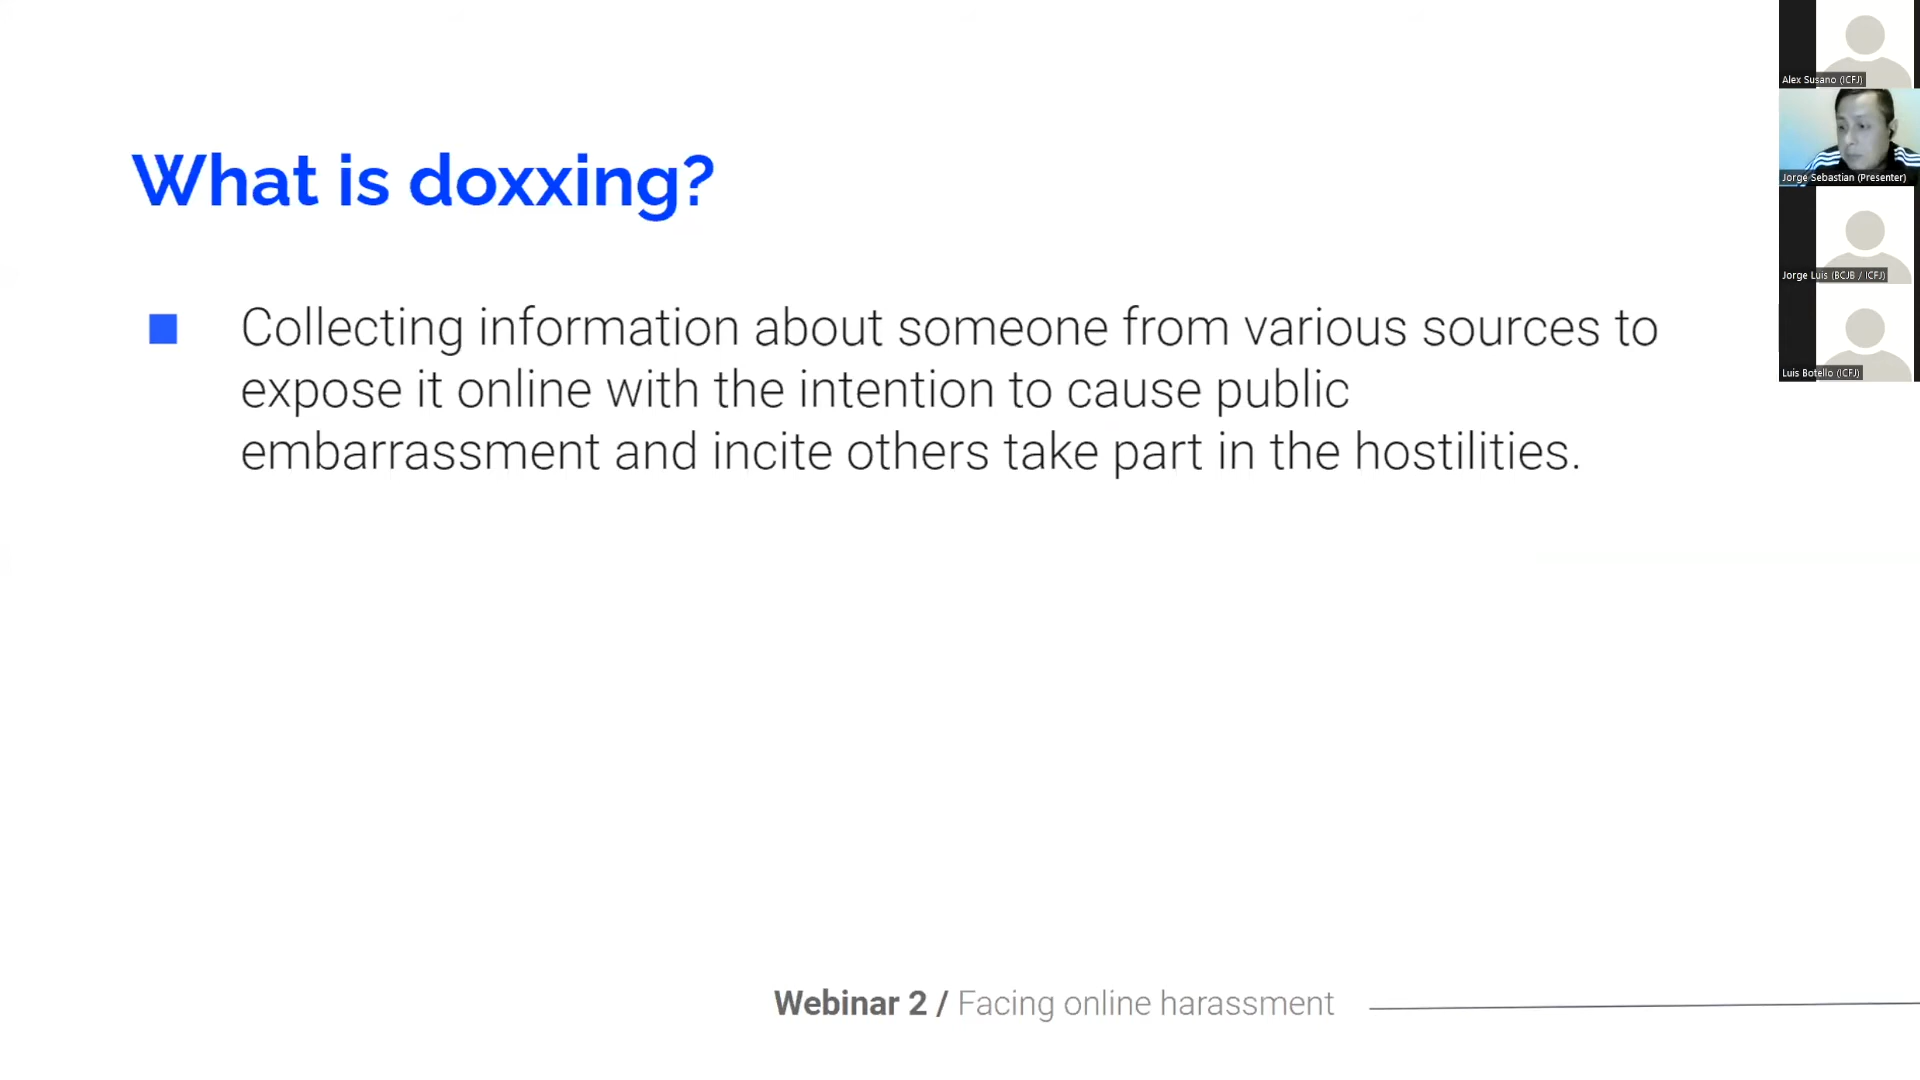 What is doxxing?
Collecting information about someone from various sources to
expose it online with the intention to cause public
embarrassment and incite others take part in the hostilities.
Webinar 2 / Facing online harassment
Alex Susano (ICFJ)
Jorge Sebastian (Presenter)
Jorge Luis (BCJB / ICFJ)
Luis Botello (ICFJ)